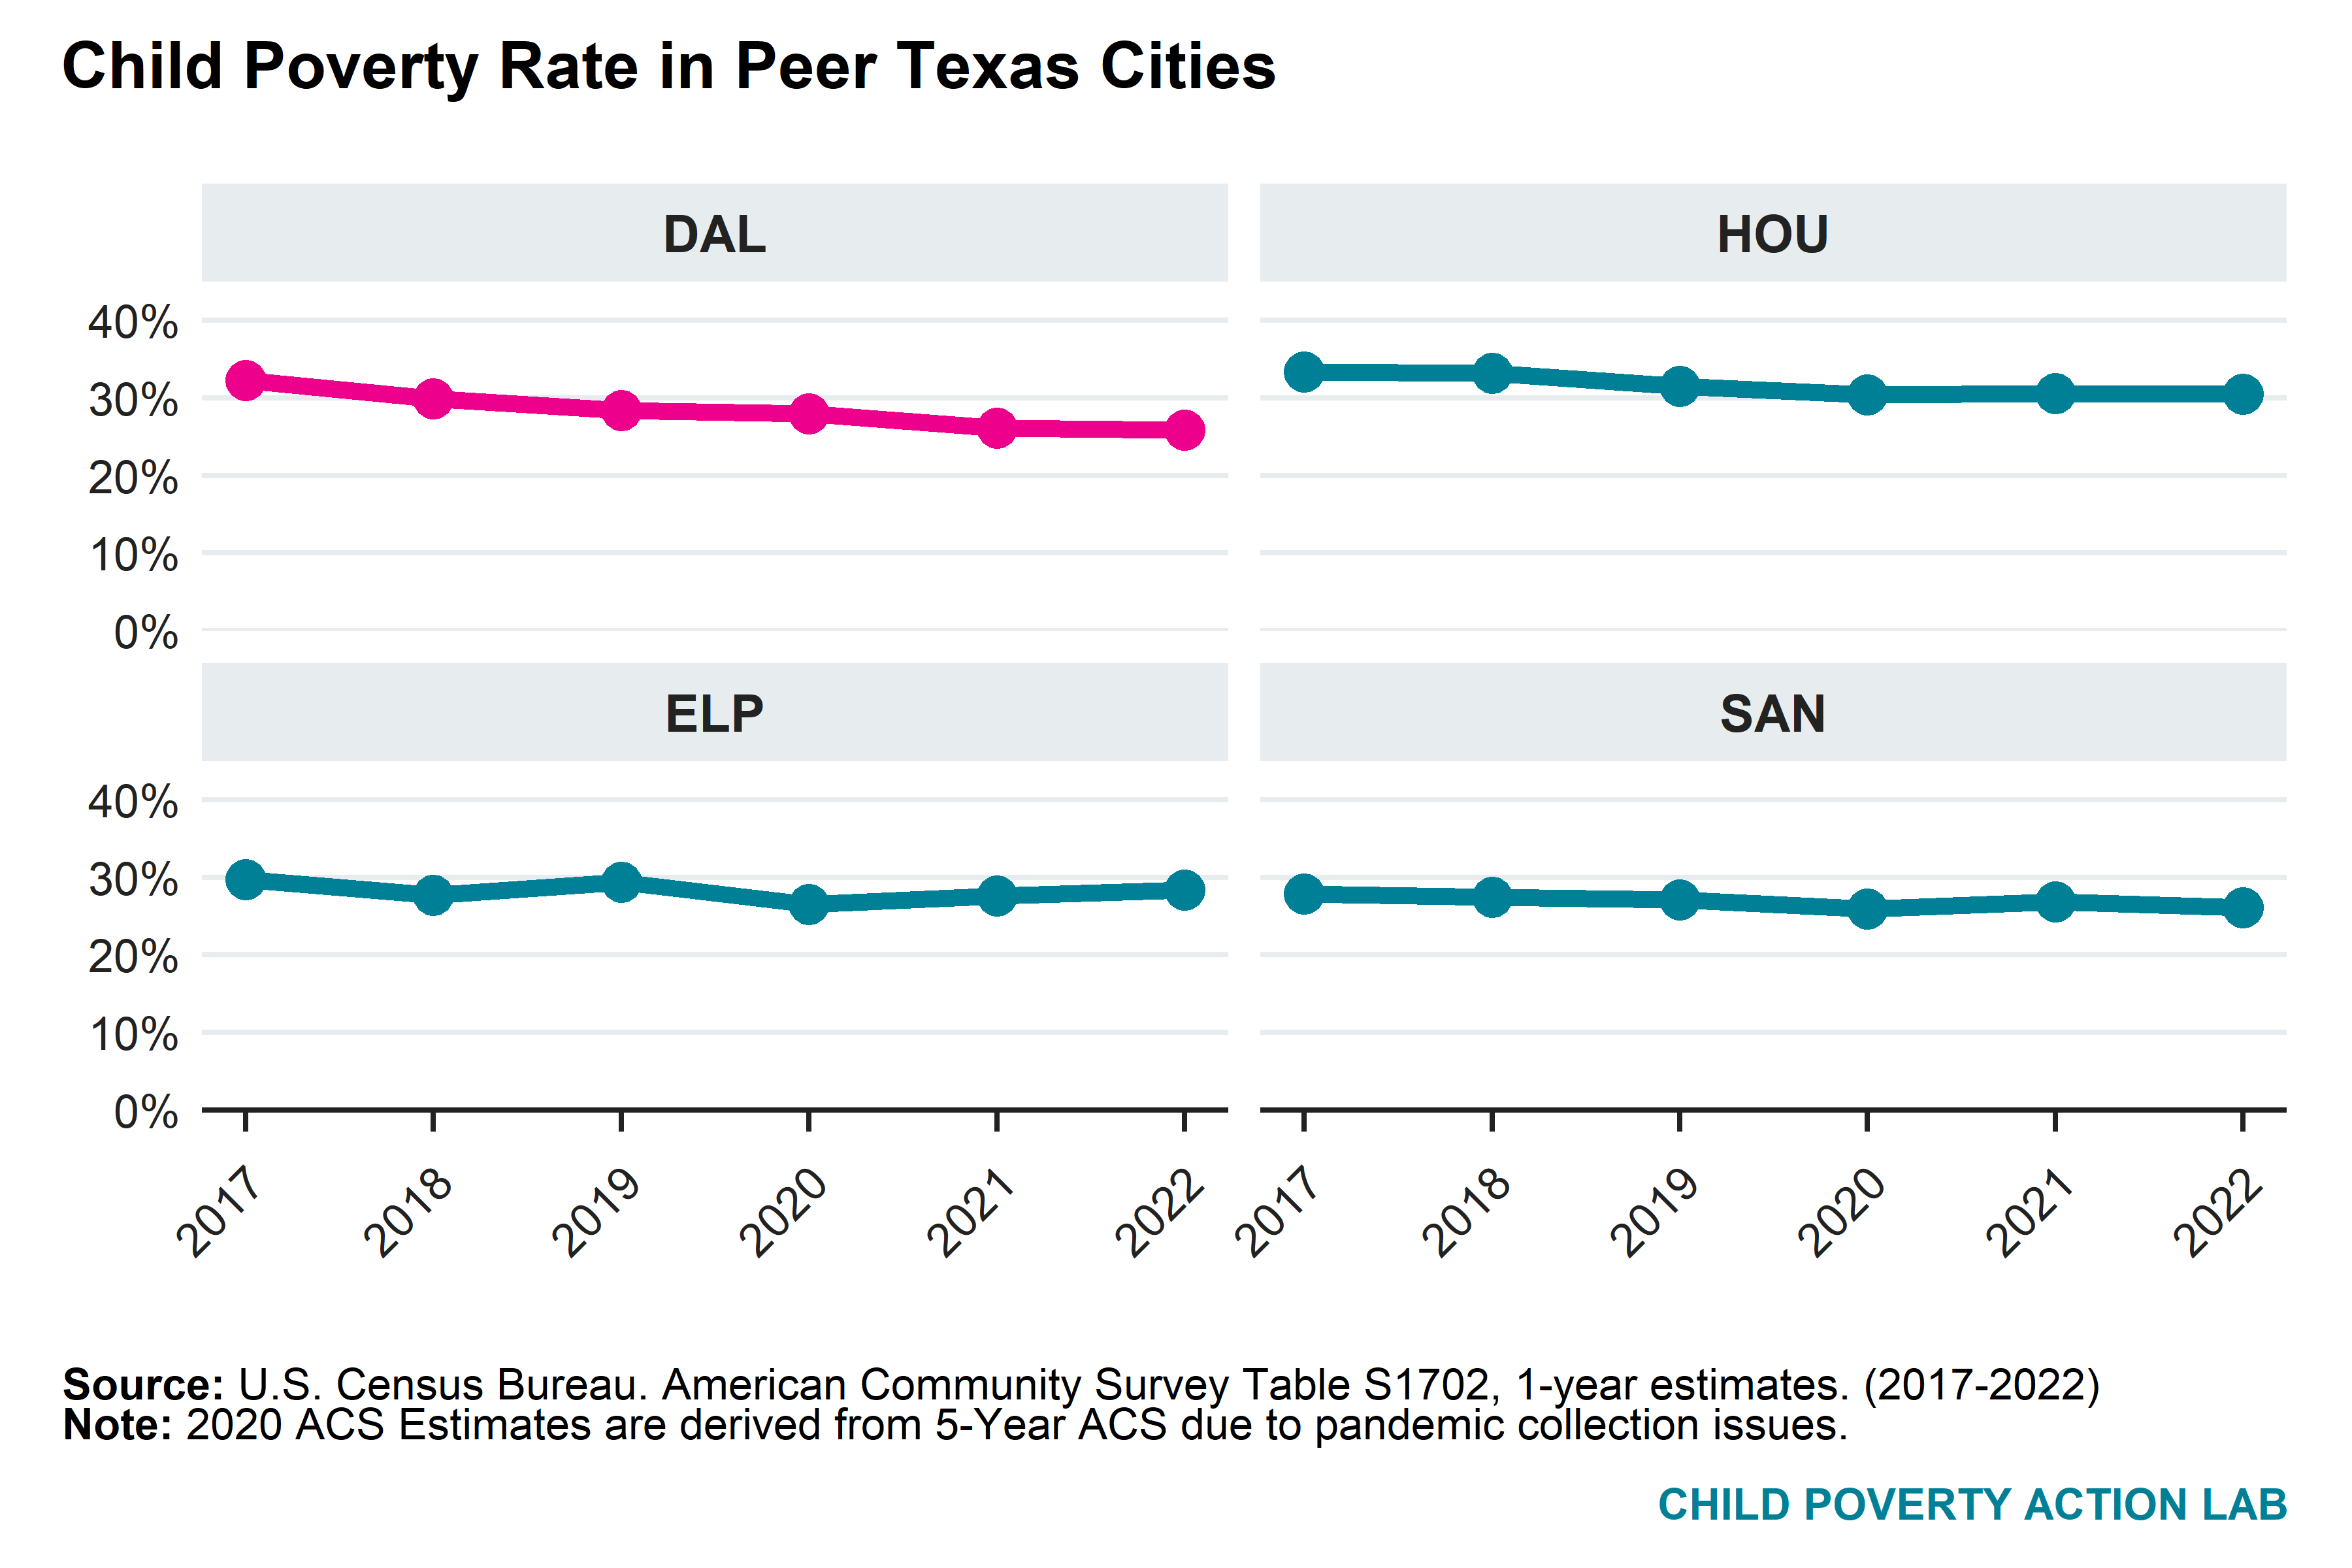 Child Poverty Rate in Peer Texas Cities
DAL
HOU
40%
30%
20%
10%
0%
ELP
SAN
40%
30%
20%
10%
0%
2017 2018 2019 2020 2021 2022 2017 2018 2019 2020 2021 2022
Source: U.S. Census Bureau. American Community Survey Table S1702, 1-year estimates. (2017-2022)
Note: 2020 ACS Estimates are derived from 5-Year ACS due to pandemic collection issues.
CHILD POVERTY ACTION LAB